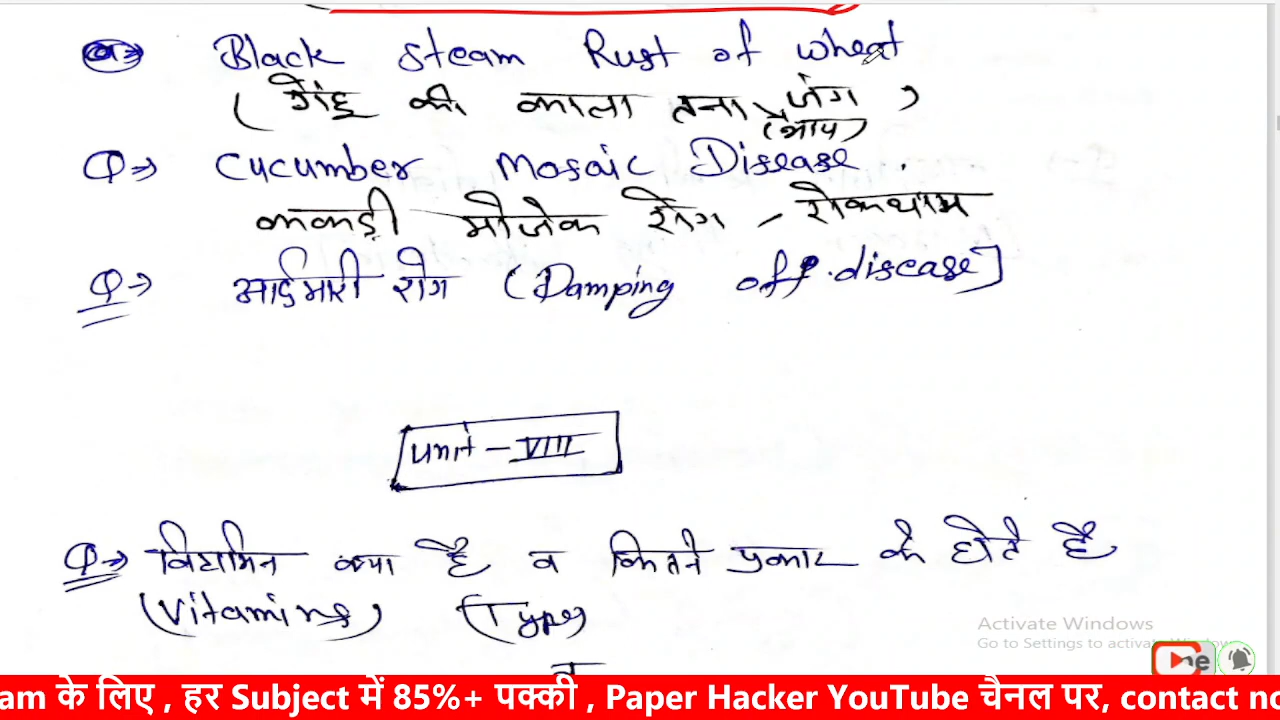 Q⇒ Black Steam Rust of wheat
( गेंहू की काला तना जंग )
Q⇒ Cucumber Mosaic Disease .
ककड़ी मौजेक रोग - रोकथाम
Q⇒ आर्द्रमारी रोग (Damping off disease)
Unit - VIII
Q⇒ विटामिन क्या है व कितने प्रकार के होते है
(Vitamins) (Type)
Activate Windows
Go to Settings to activate Windows.
am के लिए , हर Subject में 85%+ पक्की , Paper Hacker YouTube चैनल पर, contact no